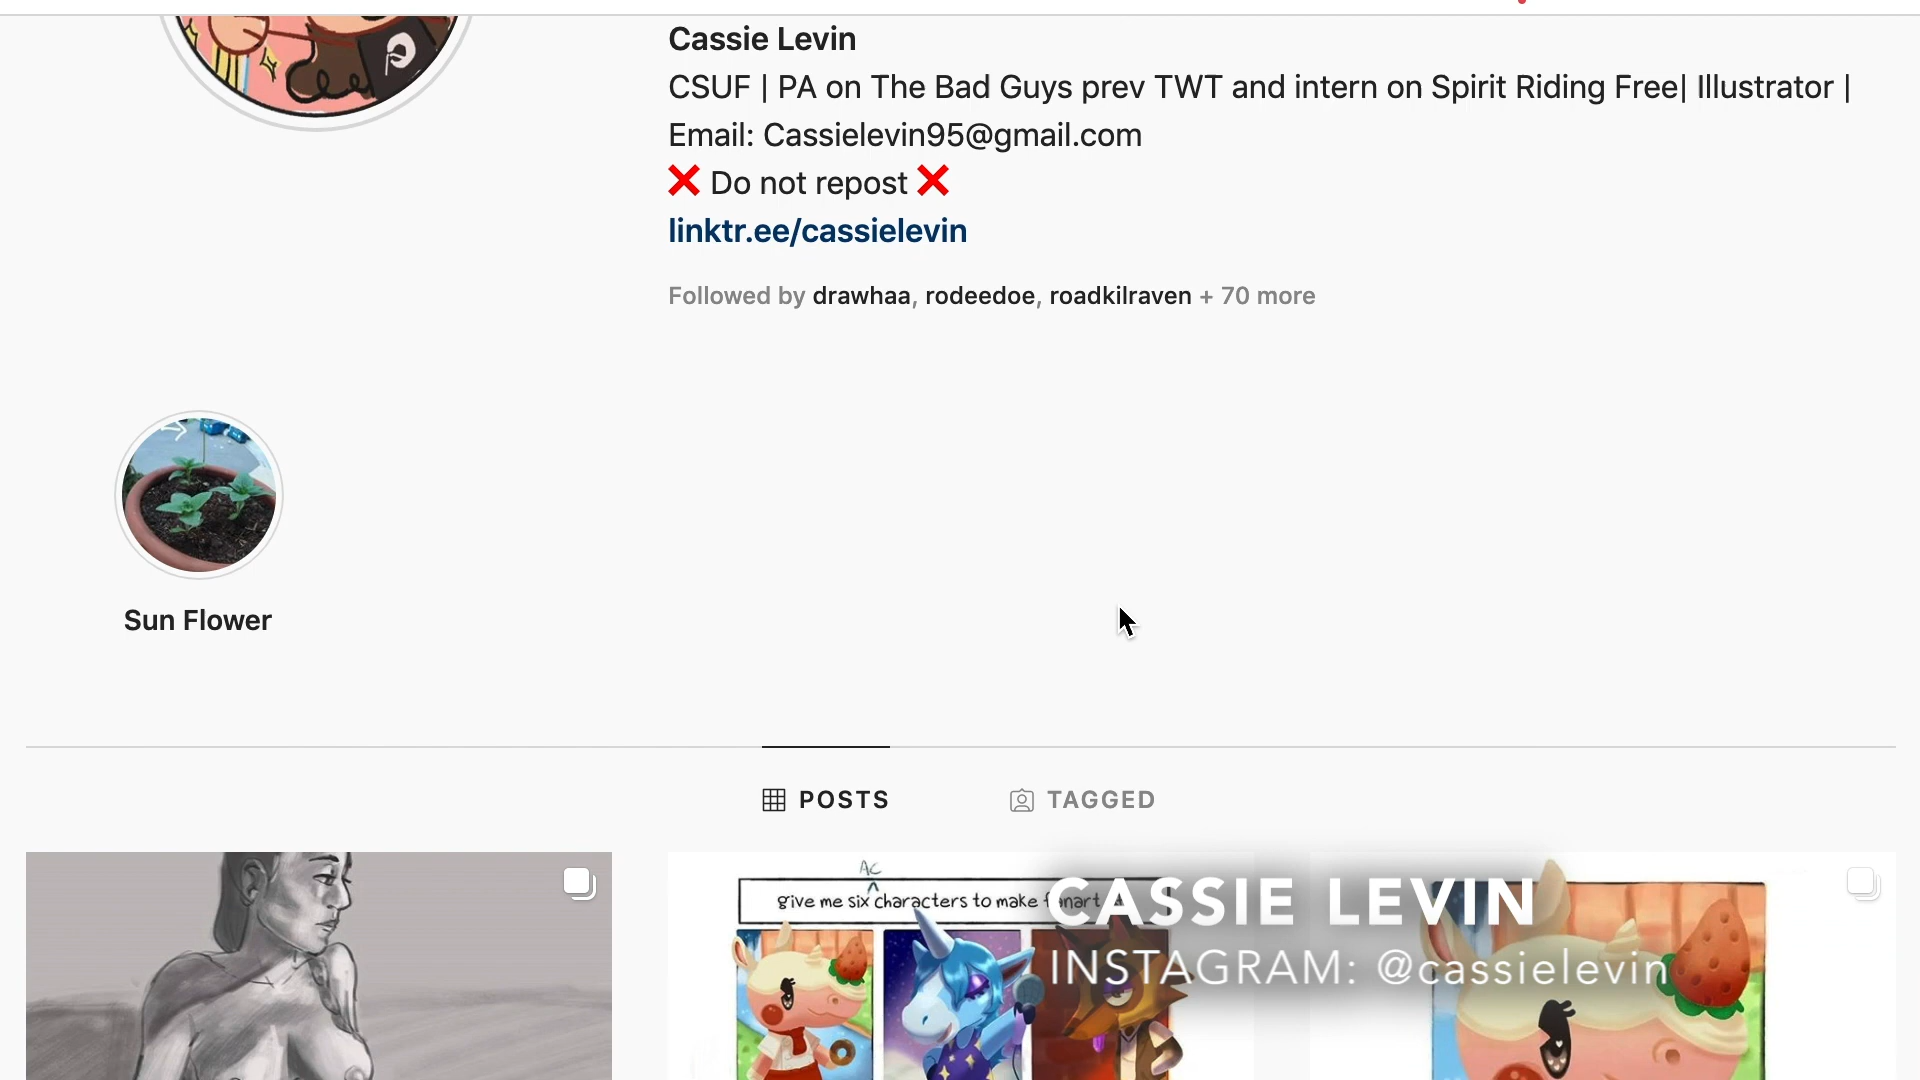 Cassie Levin
CSUF | PA on The Bad Guys prev TWT and intern on Spirit Riding Free| Illustrator |
Email: Cassielevin95@gmail.com
❌ Do not repost ❌
linktr.ee/cassielevin
Followed by drawhaa, rodeedoe, roadkilraven + 70 more
Sun Flower
POSTS
TAGGED
AC
give me six characters to make fanart
CASSIE LEVIN
INSTAGRAM: @cassielevin